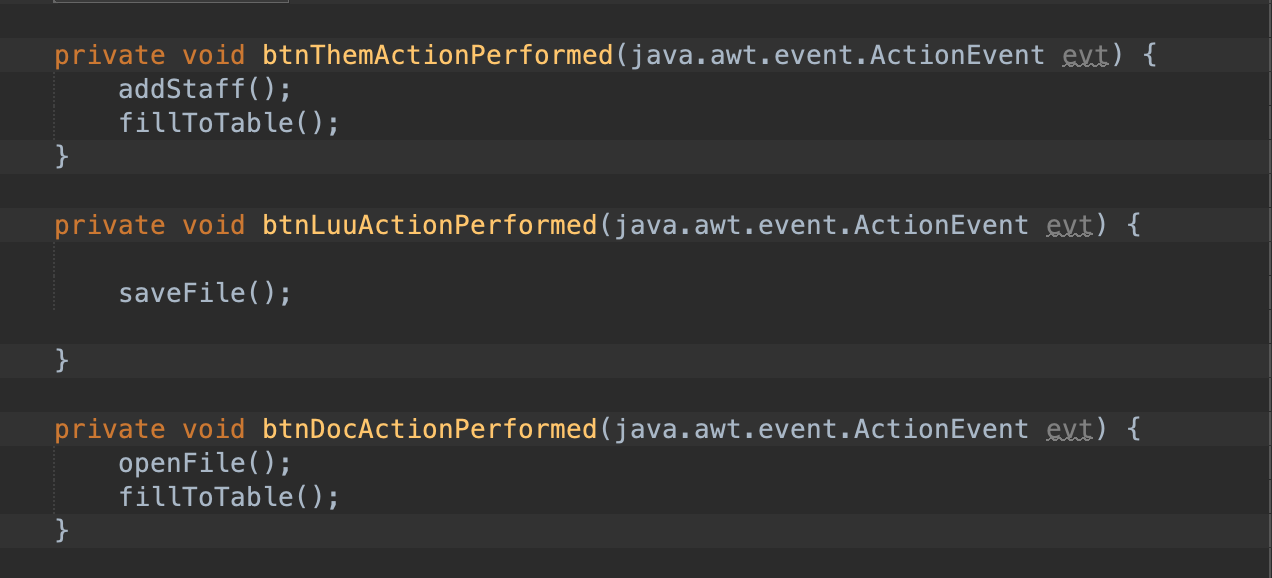 private void btnThemActionPerformed(java.awt.event.ActionEvent evt) {
addStaff();
fillToTable();
}
private void btnLuuActionPerformed(java.awt.event.ActionEvent evt) {
saveFile();
}
private void btnDocActionPerformed(java.awt.event.ActionEvent evt) {
openFile();
fillToTable();
}